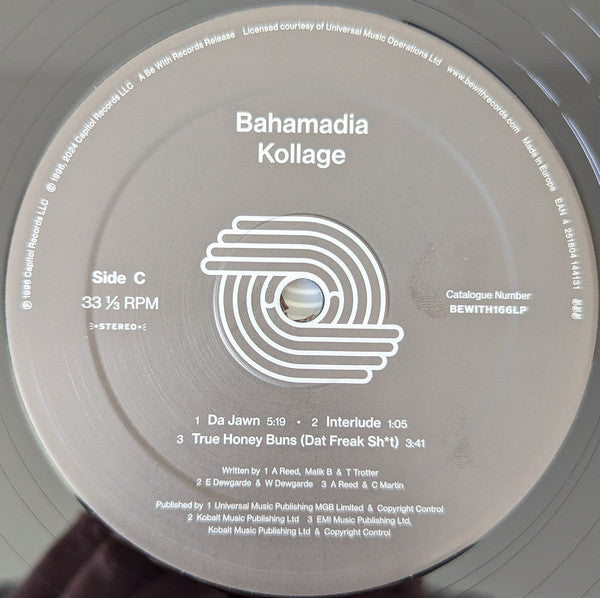 ℗ 1996 Capitol Records LLC © 1996, 2024 Capitol Records LLC A Be With Records Release Licensed courtesy of Universal Music Operations Ltd www.bewithrecords.com Made in Europe EAN 4 251804 144131
Bahamadia
Kollage
Side C
33 ⅓ RPM
STEREO
Catalogue Number
BEWITH166LP
1 Da Jawn 5:19 • 2 Interlude 1:05
3 True Honey Buns (Dat Freak Sh*t) 3:41
Written by 1 A Reed, Malik B & T Trotter
2 E Dewgarde & W Dewgarde 3 A Reed & C Martin
Published by 1 Universal Music Publishing MGB Limited & Copyright Control
2 Kobalt Music Publishing Ltd 3 EMI Music Publishing Ltd,
Kobalt Music Publishing Ltd & Copyright Control